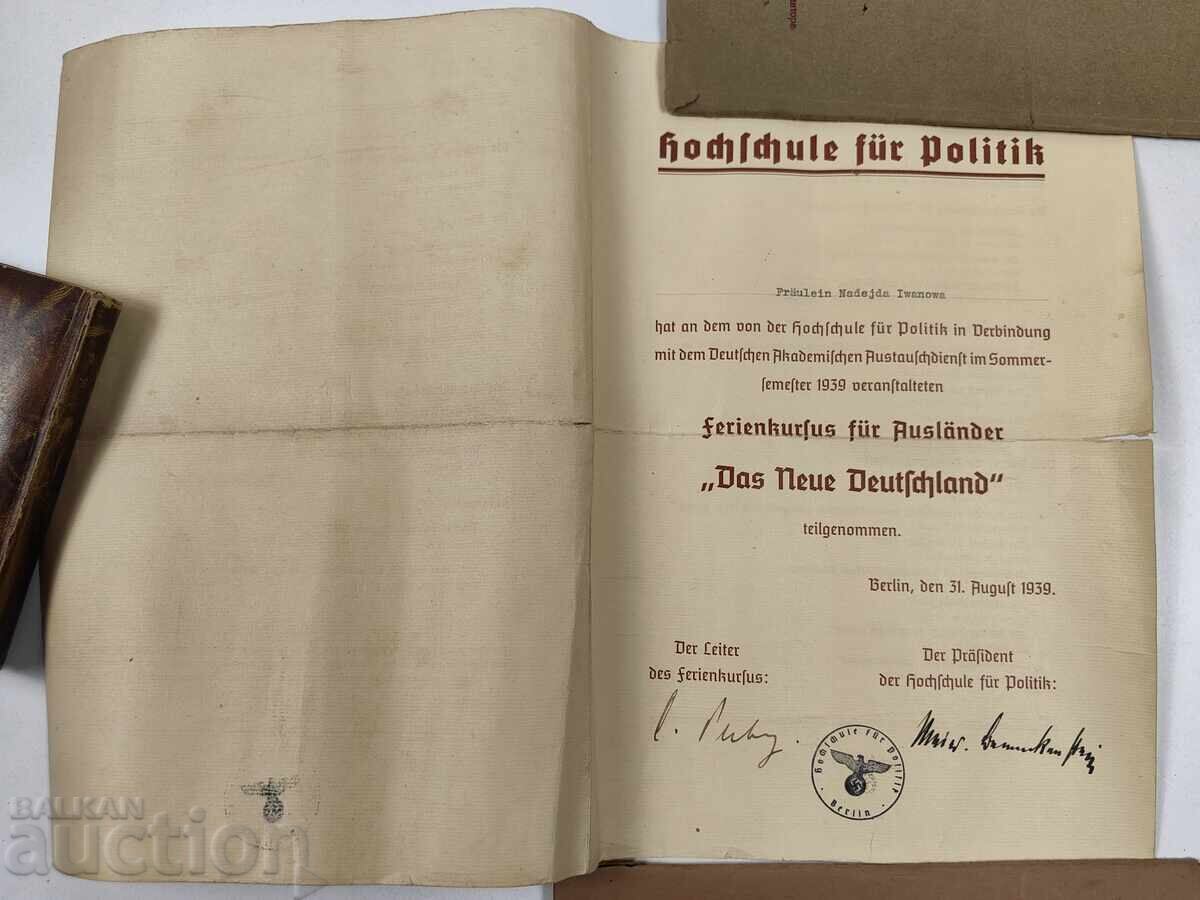 Hochschule für Politik
Fräulein Nadejda Iwanowa
hat an dem von der Hochschule für Politik in Verbindung
mit dem Deutschen Akademischen Austauschdienst im Sommer-
semester 1939 veranstalteten
Ferienkursus für Ausländer
„Das Neue Deutschland"
teilgenommen.
Berlin, den 31. August 1939.
Der Leiter
des Ferienkursus:
Der Präsident
der Hochschule für Politik:
Hochschule für Politik
Berlin
BALKAN
auction